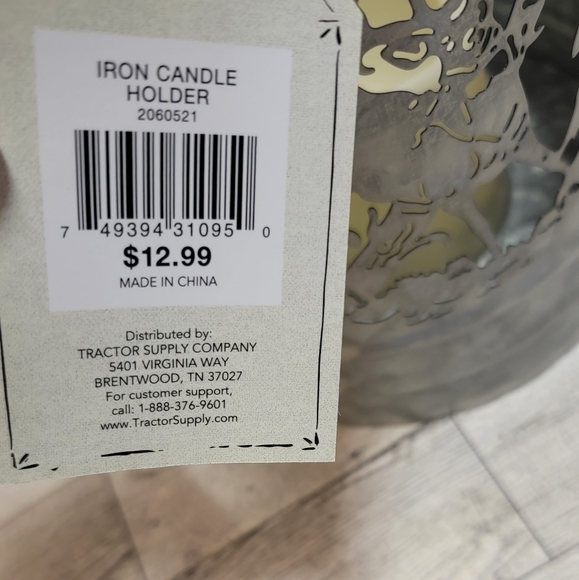 IRON CANDLE
HOLDER
2060521
7 49394 31095 0
$12.99
MADE IN CHINA
Distributed by:
TRACTOR SUPPLY COMPANY
5401 VIRGINIA WAY
BRENTWOOD, TN 37027
For customer support,
call: 1-888-376-9601
www.TractorSupply.com